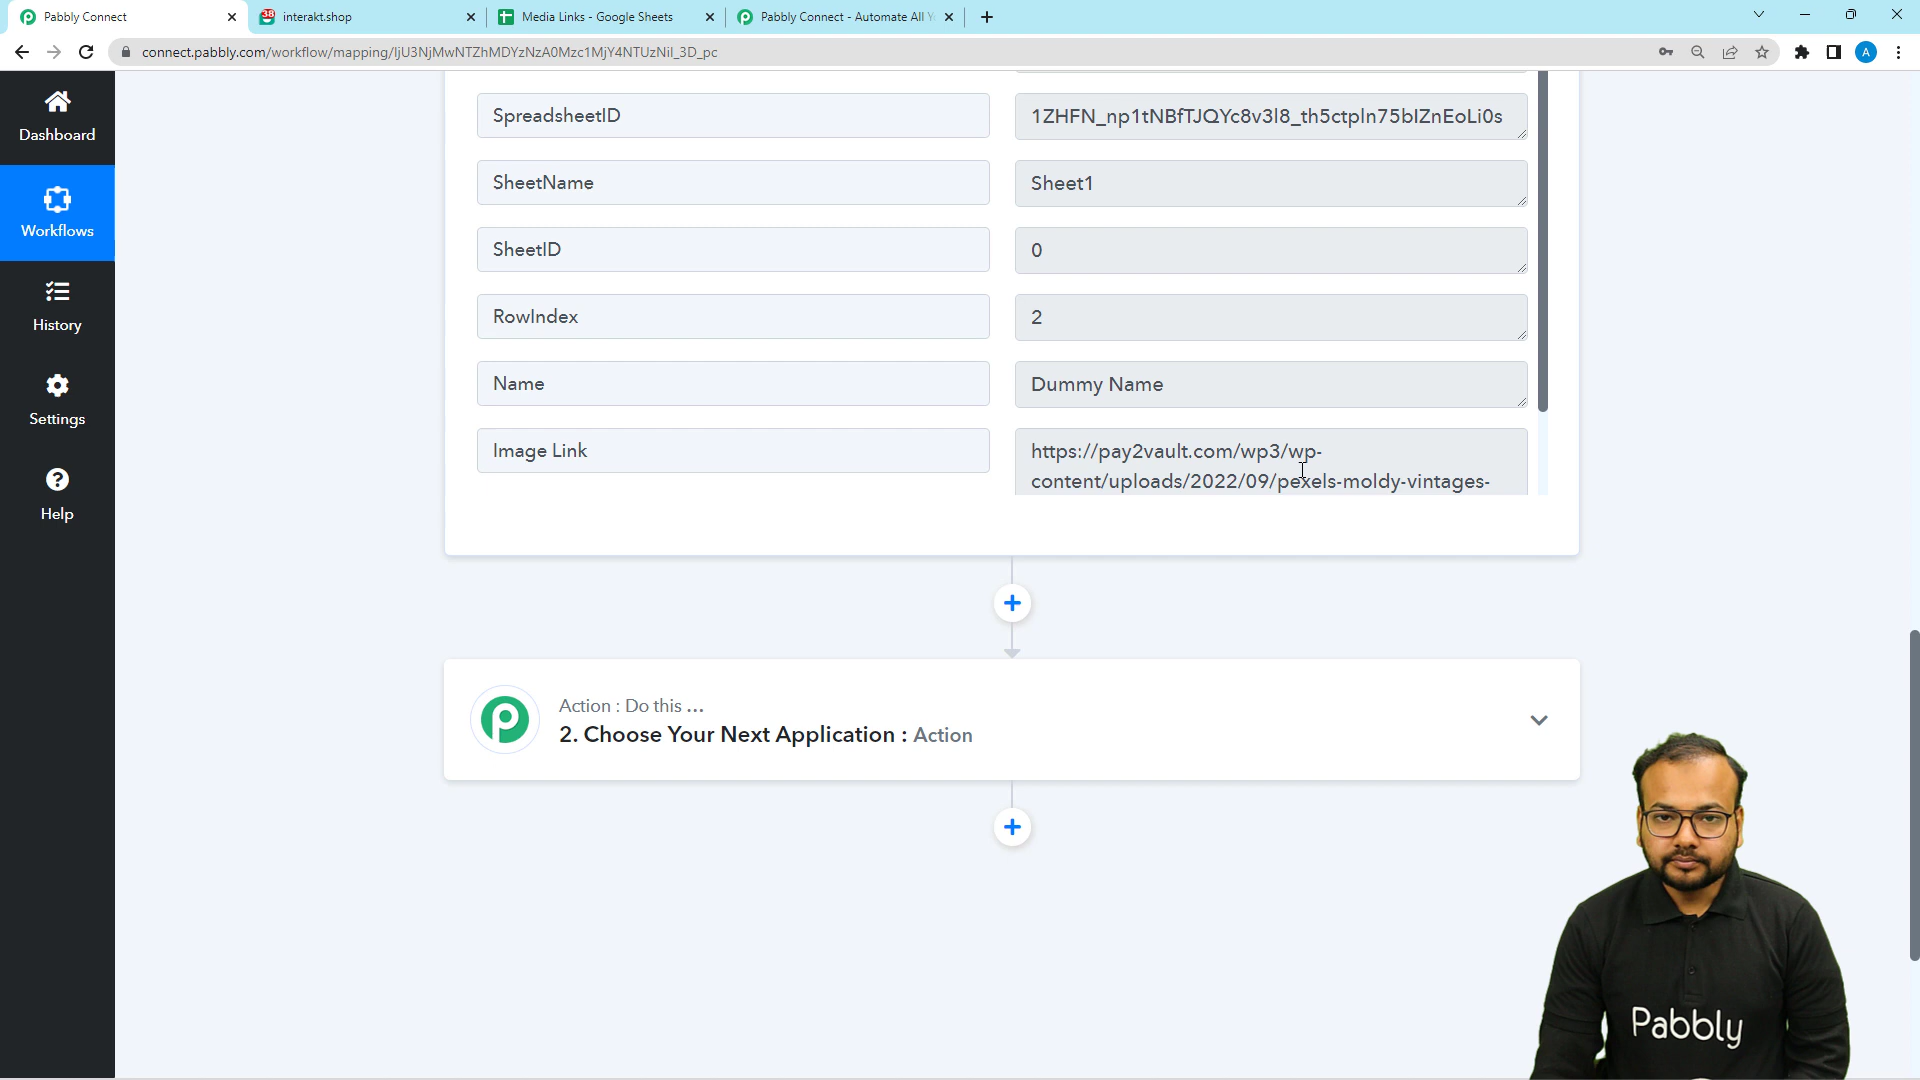 Pabbly Connect
38
interakt.shop
Media Links - Google Sheets
Pabbly Connect - Automate All Y
connect.pabbly.com/workflow/mapping/IjU3NjMwNTZhMDYzNzA0Mzc1MjY4NTUzNiI_3D_pc
A
Dashboard
Workflows
History
Settings
Help
SpreadsheetID
1ZHFN_np1tNBfTJQYc8v3l8_th5ctpln75bIZnEoLi0s
SheetName
Sheet1
SheetID
0
RowIndex
2
Name
Dummy Name
Image Link
https://pay2vault.com/wp3/wp-
content/uploads/2022/09/pexels-moldy-vintages-
Action : Do this ...
2. Choose Your Next Application : Action
Pabbly